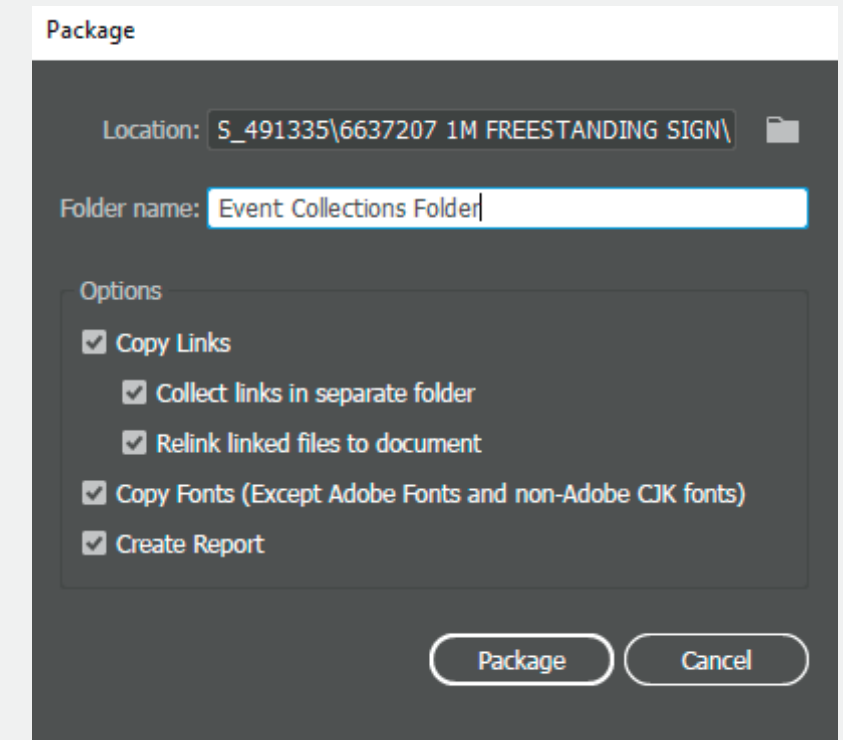 Package
Location: S_491335\6637207 1M FREESTANDING SIGN\
Folder name: Event Collections Folder
Options
Copy Links
Collect links in separate folder
Relink linked files to document
Copy Fonts (Except Adobe Fonts and non-Adobe CJK fonts)
Create Report
Package Cancel